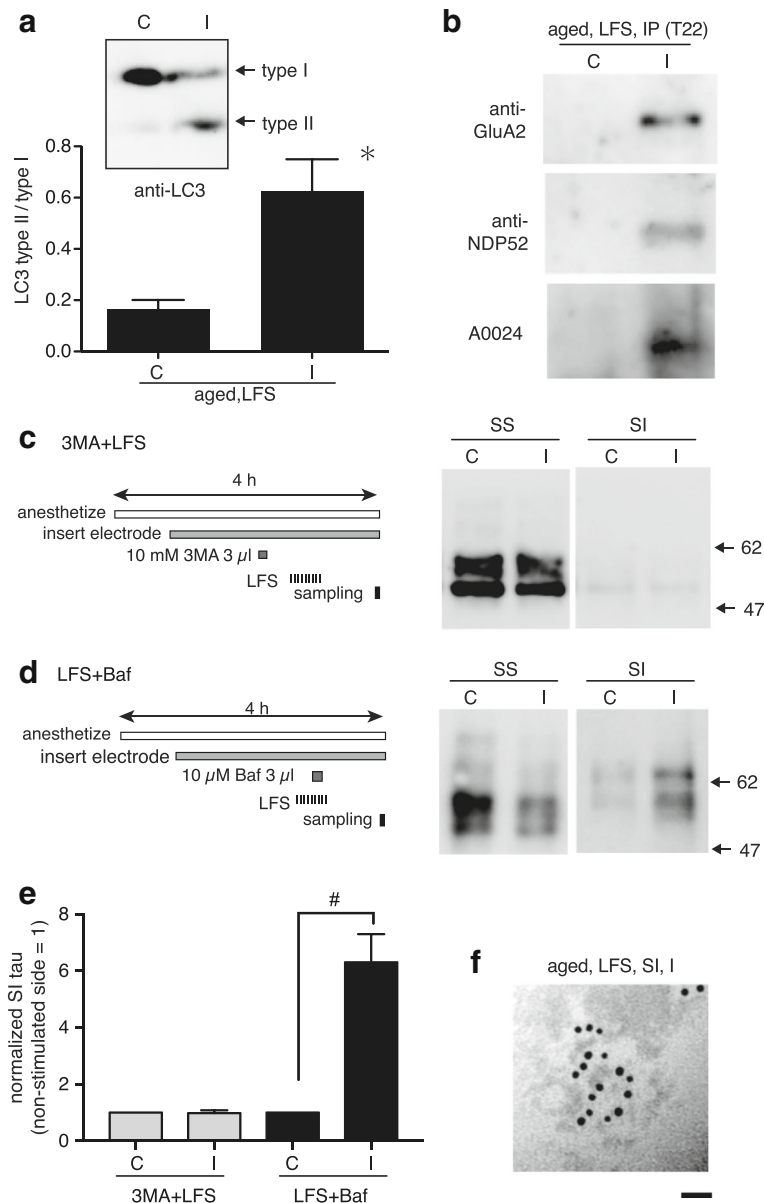 a
C I
type I
type II
anti-LC3
LC3 type II / type I
0.8
0.6
0.4
0.2
0.0
*
C I
aged,LFS
b
aged, LFS, IP (T22)
C I
anti-
GluA2
anti-
NDP52
A0024
c
3MA+LFS
4 h
anesthetize
insert electrode
10 mM 3MA 3 µl
LFS
sampling
SS SI
C I C I
62
47
d
LFS+Baf
4 h
anesthetize
insert electrode
10 µM Baf 3 µl
LFS
sampling
SS SI
C I C I
62
47
e
normalized SI tau
(non-stimulated side = 1)
8
6
4
2
0
#
C I C I
3MA+LFS LFS+Baf
f
aged, LFS, SI, I